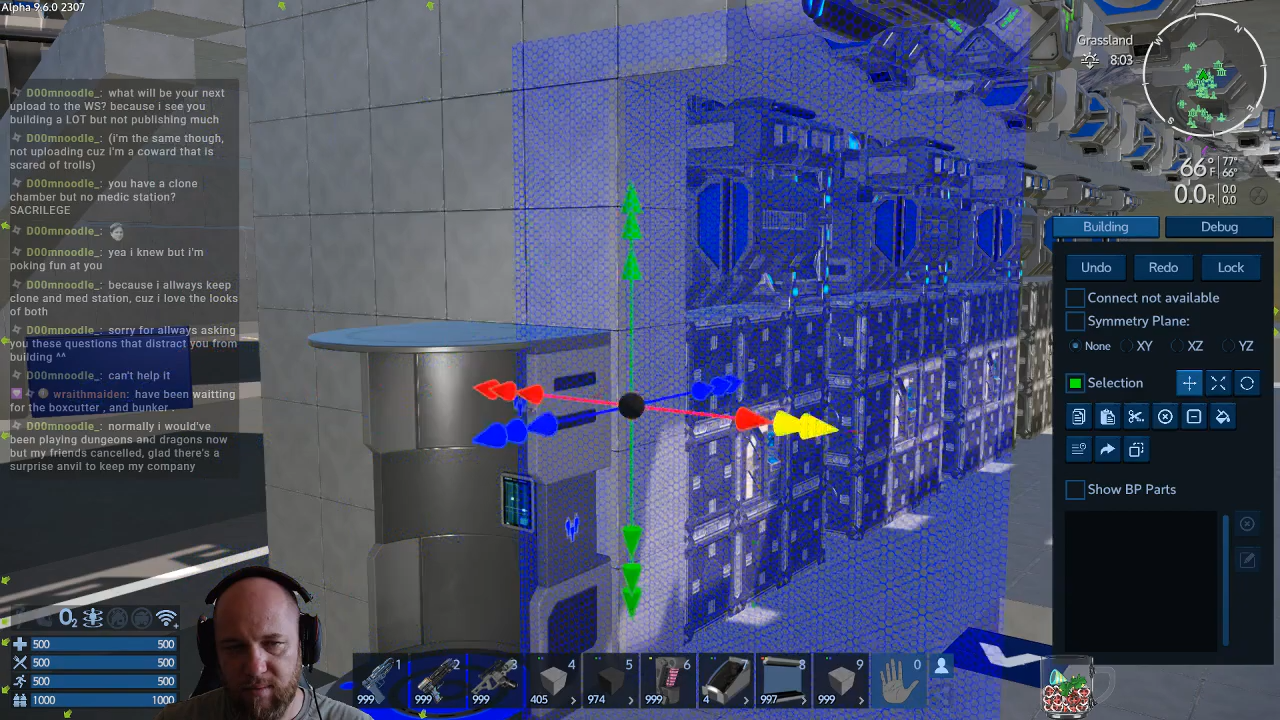 Alpha 9.6.0 2307
D00mnoodle_: what will be your next
upload to the WS? because i see you
building a LOT but not publishing much
D00mnoodle_: (i'm the same though,
not uploading cuz i'm a coward that is
scared of trolls)
D00mnoodle_: you have a clone
chamber but no medic station?
SACRILEGE
D00mnoodle_:
D00mnoodle_: yea i knew but i'm
poking fun at you
D00mnoodle_: because i allways keep
clone and med station, cuz i love the looks
of both
D00mnoodle_: sorry for allways asking
you these questions that distract you from
building ^^
D00mnoodle_: can't help it
wraithmaiden: have been waitting
for the boxcutter , and bunker .
D00mnoodle_: normally i would've
been playing dungeons and dragons now
but my friends cancelled, glad there's a
surprise anvil to keep my company
Grassland
8:03
N
W
E
S
66°F 77° 66°
0.0R 0.0 0.0
Building Debug
Undo Redo Lock
Connect not available
Symmetry Plane:
None XY XZ YZ
Selection
Show BP Parts
O2
500 500
500 500
500 500
1000 1000
1 2 3 4 5 6 7 8 9 0
999 999 999 405 974 999 4 997 999